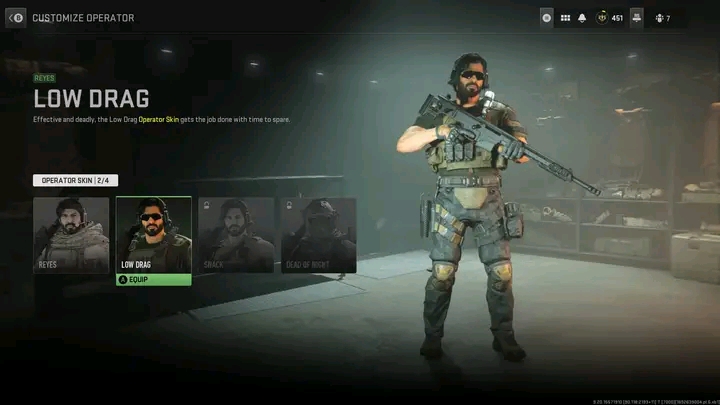 B CUSTOMIZE OPERATOR
451
7
REYES
LOW DRAG
Effective and deadly, the Low Drag Operator Skin gets the job done with time to spare.
OPERATOR SKIN | 2/4
REYES
LOW DRAG
DEAD OF NIGHT
A EQUIP